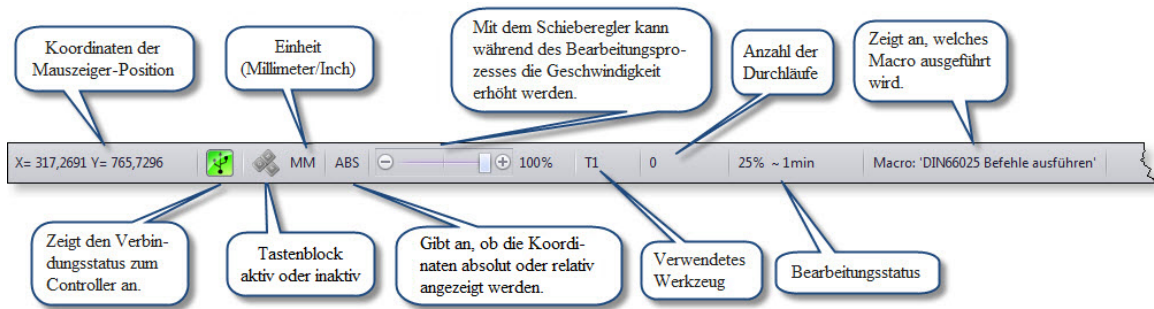 Koordinaten der
Mauszeiger-Position
Einheit
(Millimeter/Inch)
Mit dem Schieberegler kann
während des Bearbeitungspro-
zesses die Geschwindigkeit
erhöht werden.
Anzahl der
Durchläufe
Zeigt an, welches
Macro ausgeführt
wird.
X= 317,2691 Y= 765,7296 MM ABS 100% T1 0 25% ~ 1min Macro: 'DIN66025 Befehle ausführen'
Zeigt den Verbin-
dungsstatus zum
Controller an.
Tastenblock
aktiv oder inaktiv
Gibt an, ob die Koordi-
naten absolut oder relativ
angezeigt werden.
Verwendetes
Werkzeug
Bearbeitungsstatus